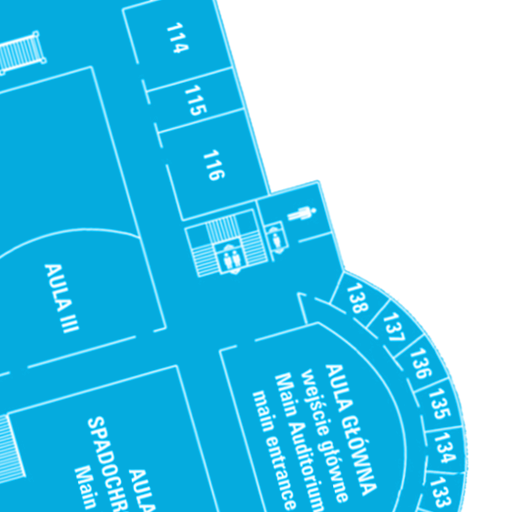 114
115
116
138
137
136
135
134
133
AULA III
AULA GŁÓWNA
wejście główne
Main Auditorium
main entrance
AULA
SPADOCHR
Main